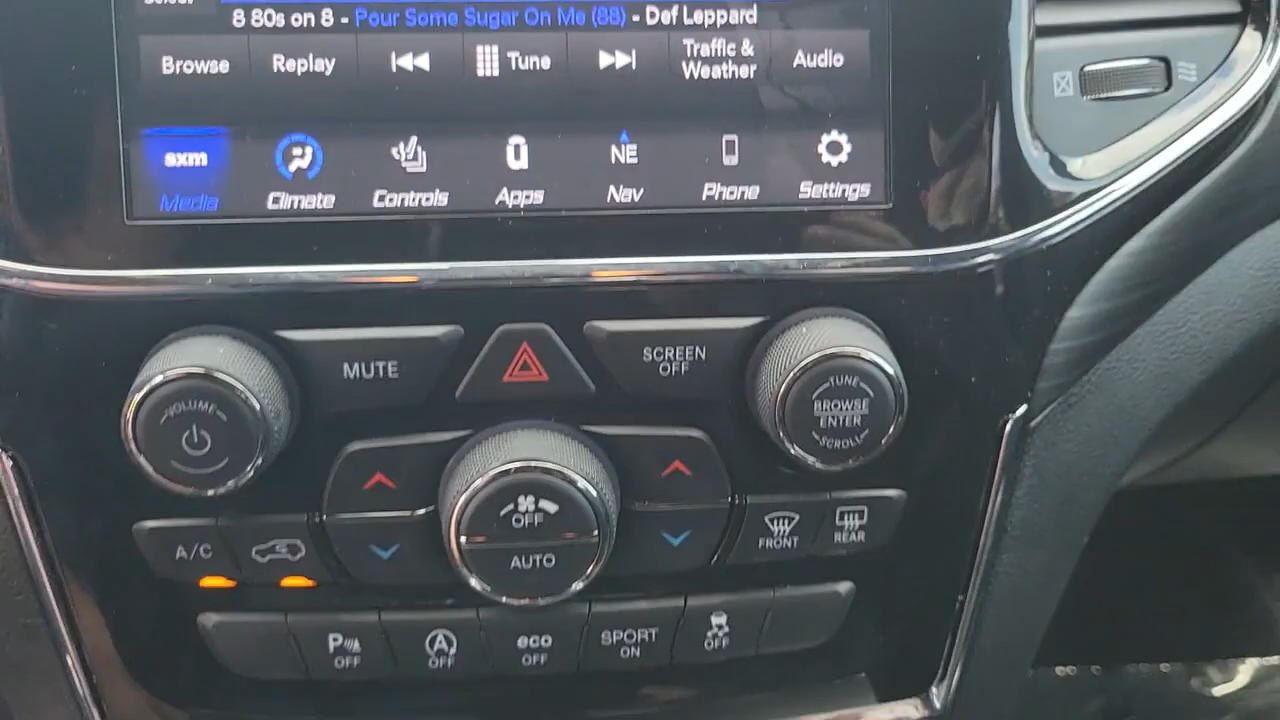 8 80s on 8 - Pour Some Sugar On Me (88) - Def Leppard
Browse Replay Tune Traffic & Weather Audio
sxm NE
Media Climate Controls Apps Nav Phone Settings
MUTE
SCREEN
OFF
VOLUME
TUNE
BROWSE
ENTER
SCROLL
OFF
AUTO
A/C
FRONT
REAR
P
OFF
A
OFF
eco
OFF
SPORT
ON
OFF